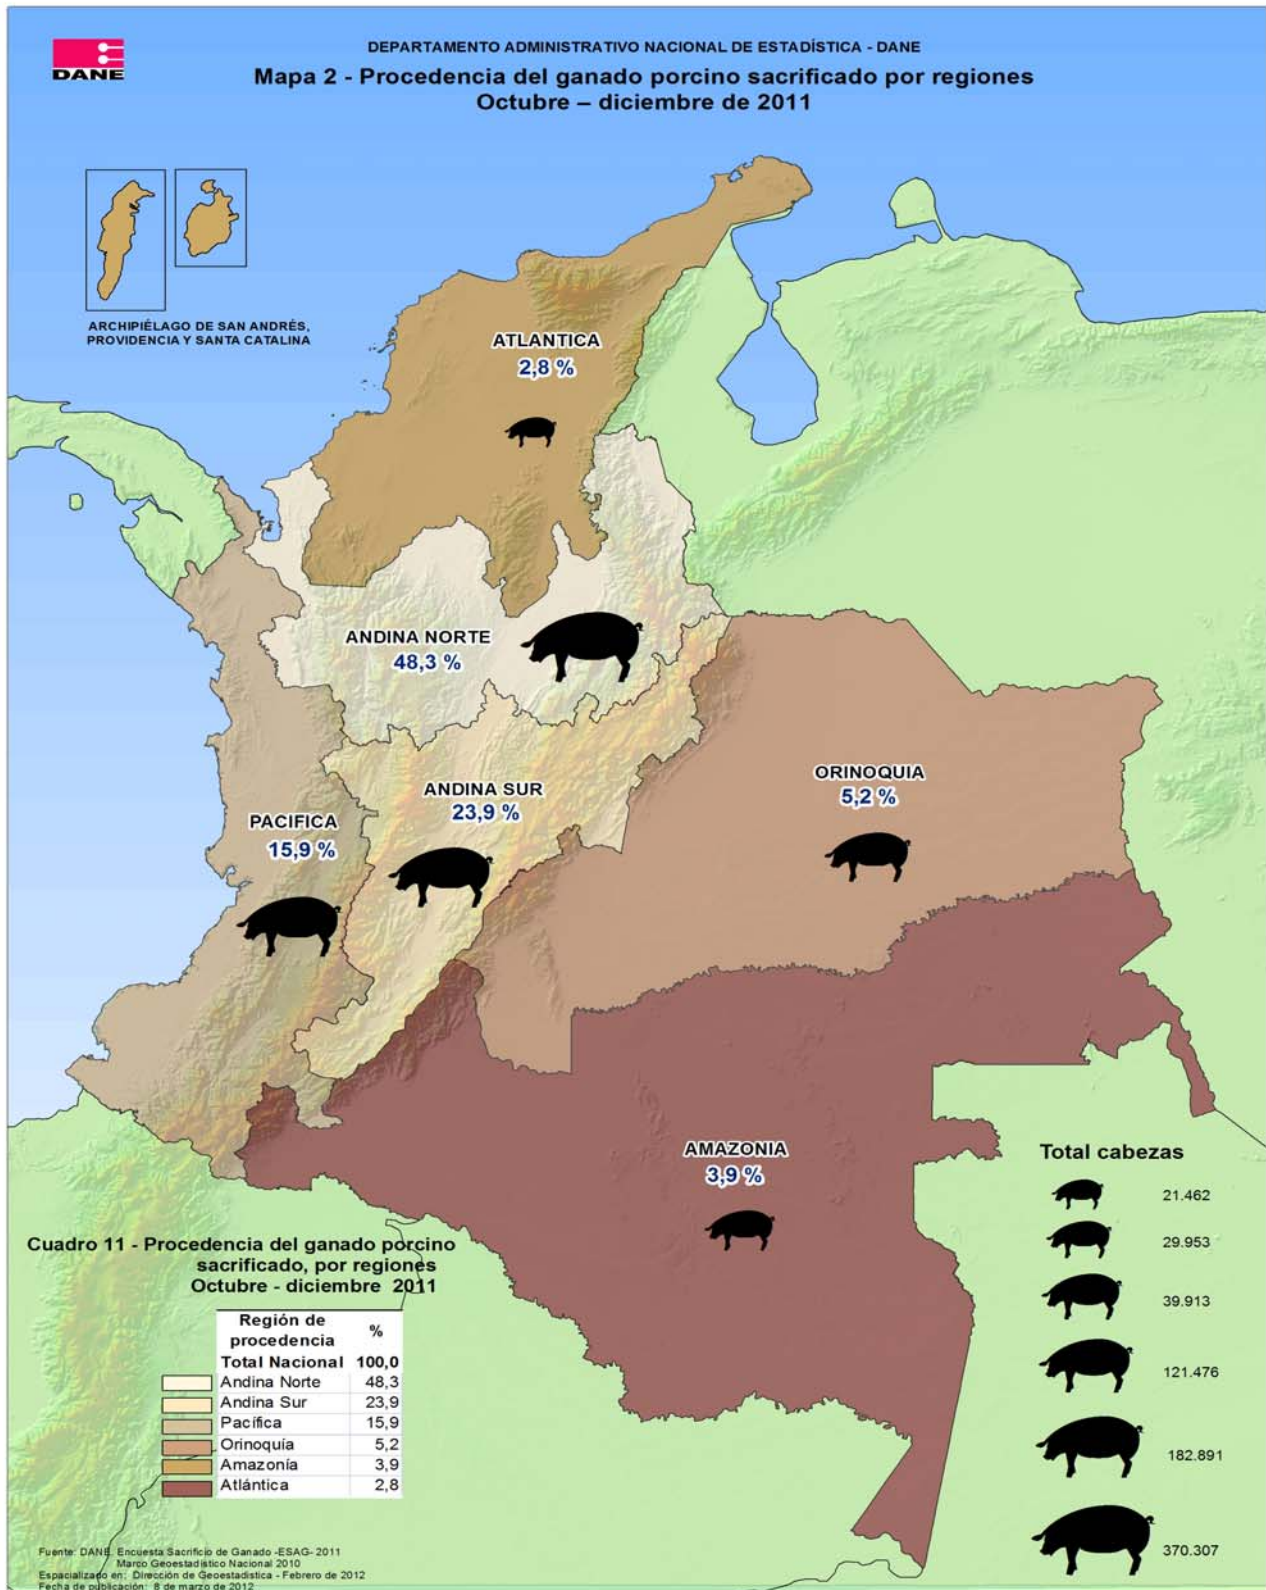 DANE
DEPARTAMENTO ADMINISTRATIVO NACIONAL DE ESTADÍSTICA - DANE
Mapa 2 - Procedencia del ganado porcino sacrificado por regiones
Octubre – diciembre de 2011
ARCHIPIÉLAGO DE SAN ANDRÉS,
PROVIDENCIA Y SANTA CATALINA
ATLANTICA
2,8 %
ANDINA NORTE
48,3 %
ANDINA SUR
23,9 %
ORINOQUIA
5,2 %
PACIFICA
15,9 %
AMAZONIA
3,9 %
Total cabezas
21.462
29.953
39.913
121.476
182.891
370.307
Cuadro 11 - Procedencia del ganado porcino
sacrificado, por regiones
Octubre - diciembre 2011
Región de
procedencia %
Total Nacional 100,0
Andina Norte 48,3
Andina Sur 23,9
Pacífica 15,9
Orinoquía 5,2
Amazonía 3,9
Atlántica 2,8
Fuente: DANE. Encuesta Sacrificio de Ganado -ESAG- 2011
Marco Geoestadístico Nacional 2010
Espacializado en: Dirección de Geoestadística - Febrero de 2012
Fecha de publicación: 8 de marzo de 2012